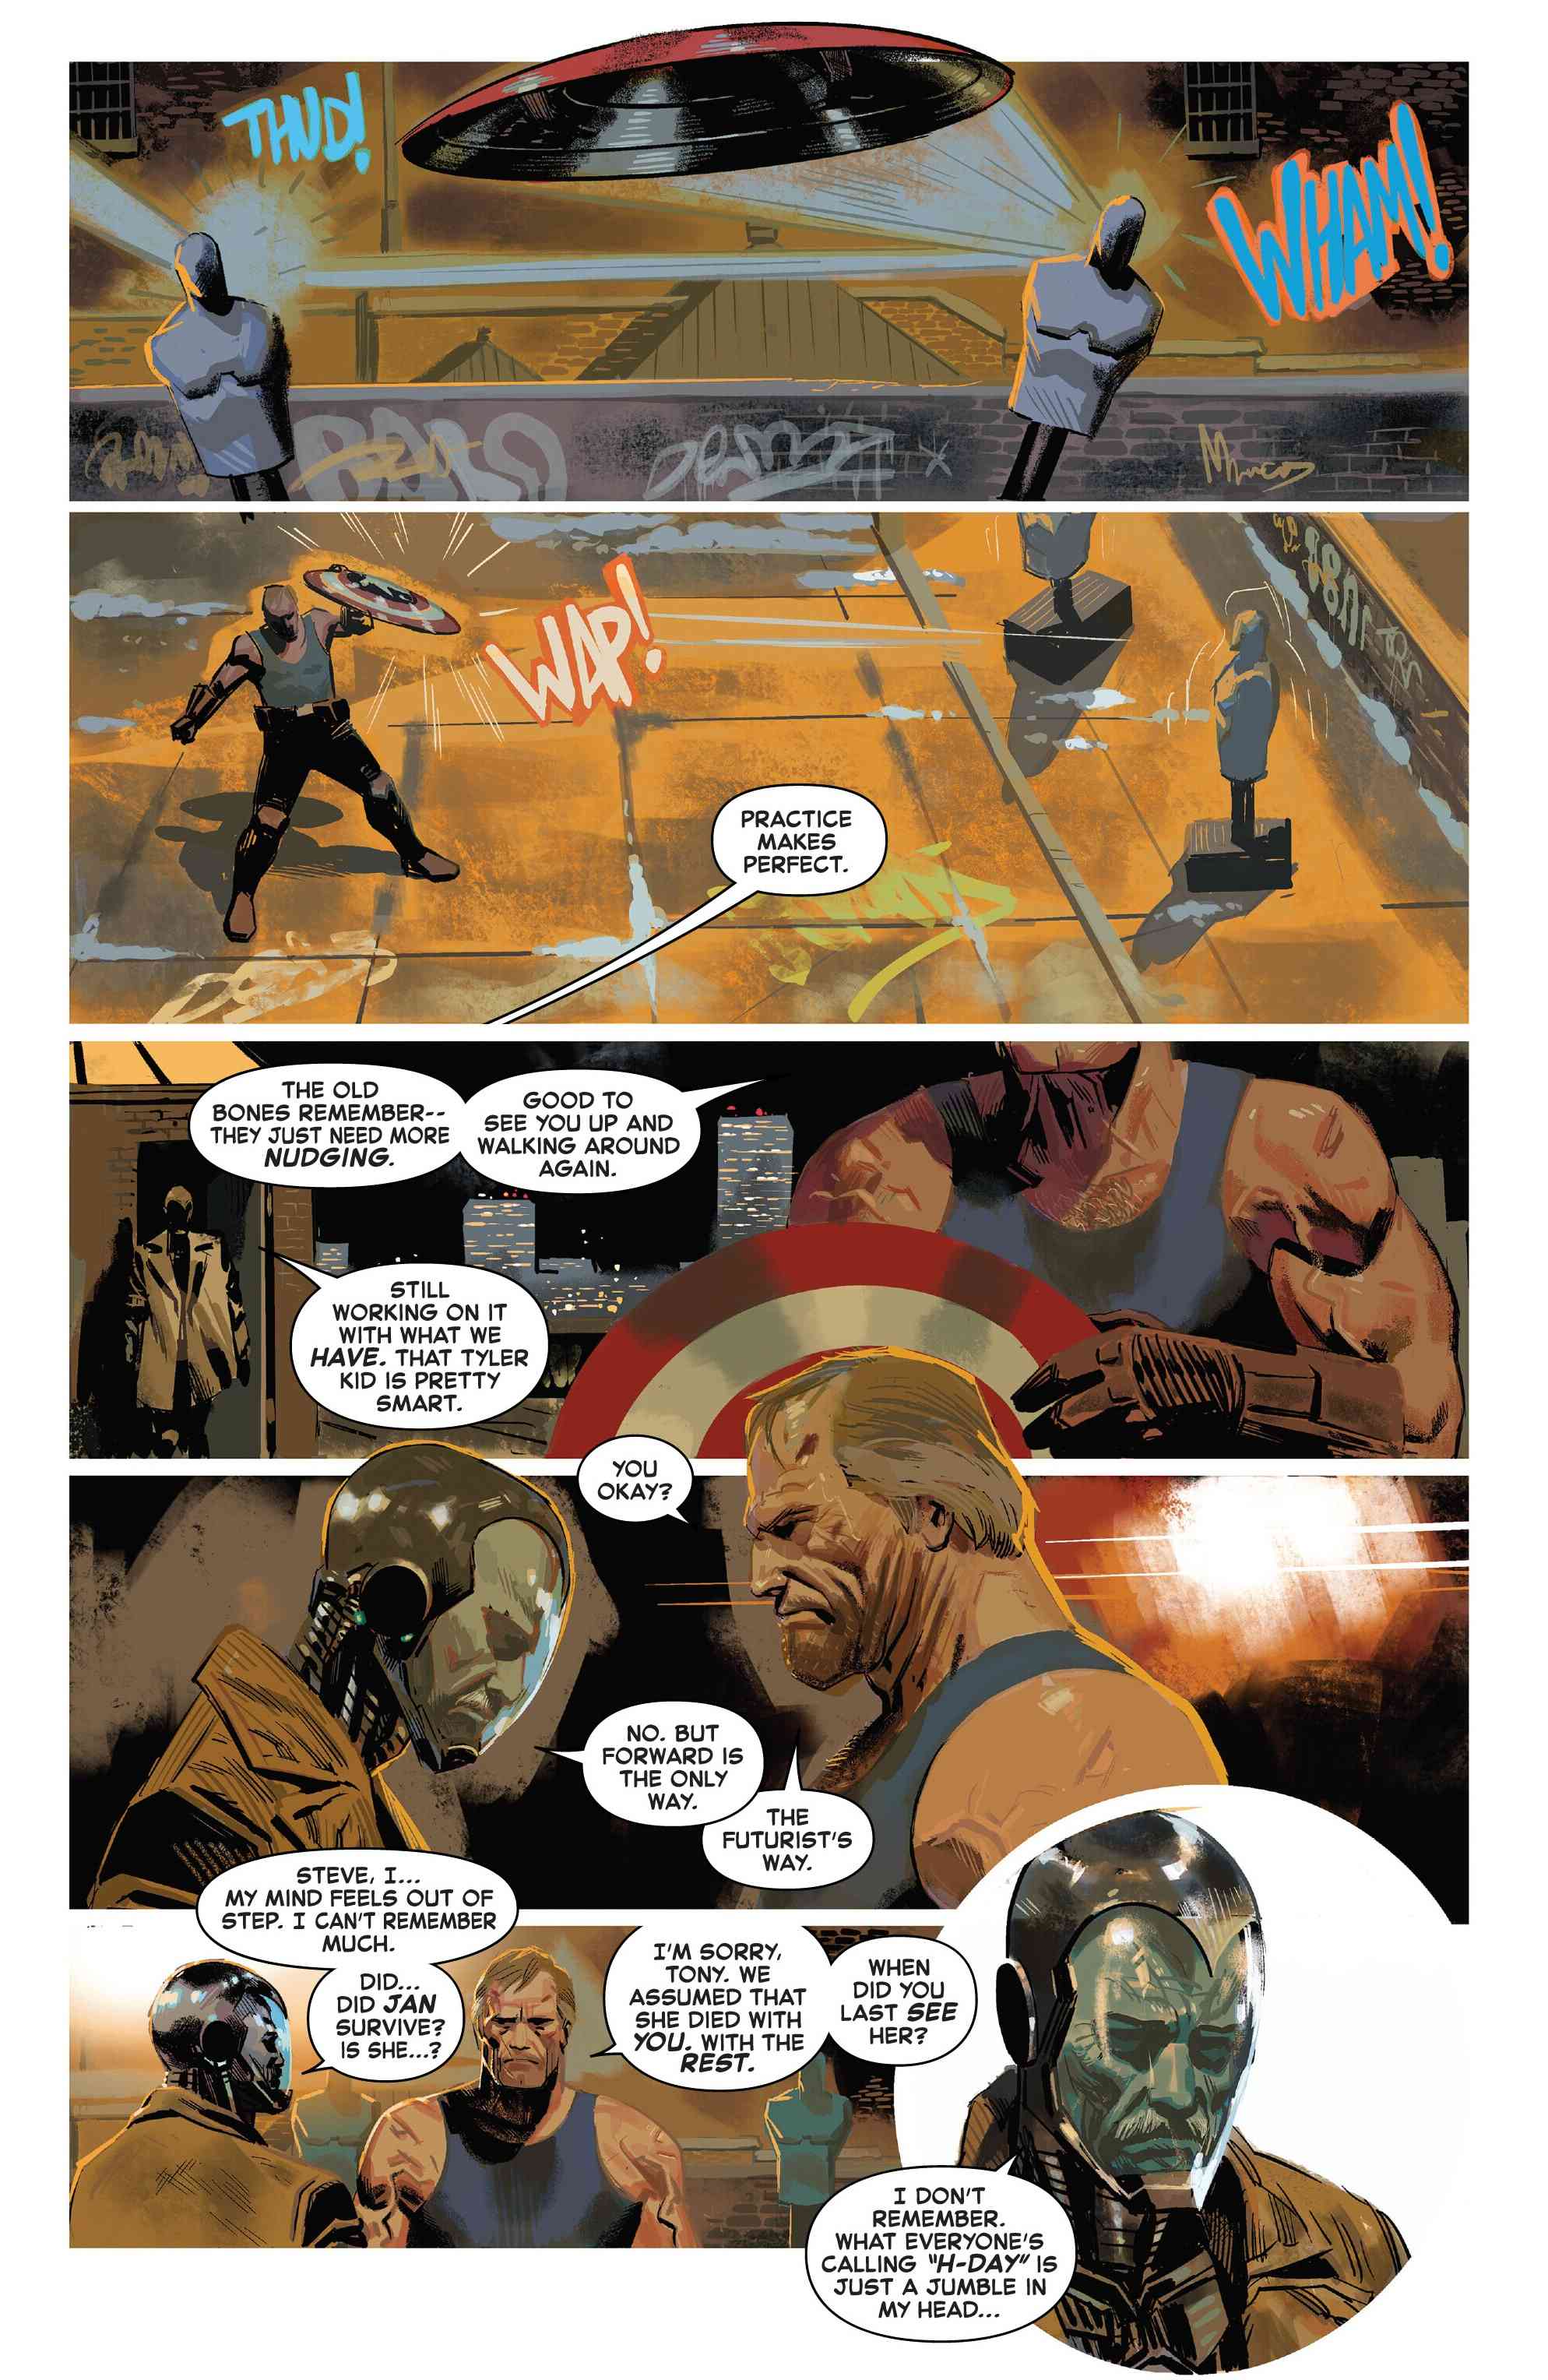 THUD!
WHAM!
WAP!
PRACTICE
MAKES
PERFECT.
THE OLD
BONES REMEMBER--
THEY JUST NEED MORE
NUDGING.
GOOD TO
SEE YOU UP AND
WALKING AROUND
AGAIN.
STILL
WORKING ON IT
WITH WHAT WE
HAVE. THAT TYLER
KID IS PRETTY
SMART.
YOU
OKAY?
NO. BUT
FORWARD IS
THE ONLY
WAY.
THE
FUTURIST'S
WAY.
STEVE, I...
MY MIND FEELS OUT OF
STEP. I CAN'T REMEMBER
MUCH.
DID...
DID JAN
SURVIVE?
IS SHE...?
I'M SORRY,
TONY. WE
ASSUMED THAT
SHE DIED WITH
YOU. WITH THE
REST.
WHEN
DID YOU
LAST SEE
HER?
I DON'T
REMEMBER.
WHAT EVERYONE'S
CALLING "H-DAY" IS
JUST A JUMBLE IN
MY HEAD...